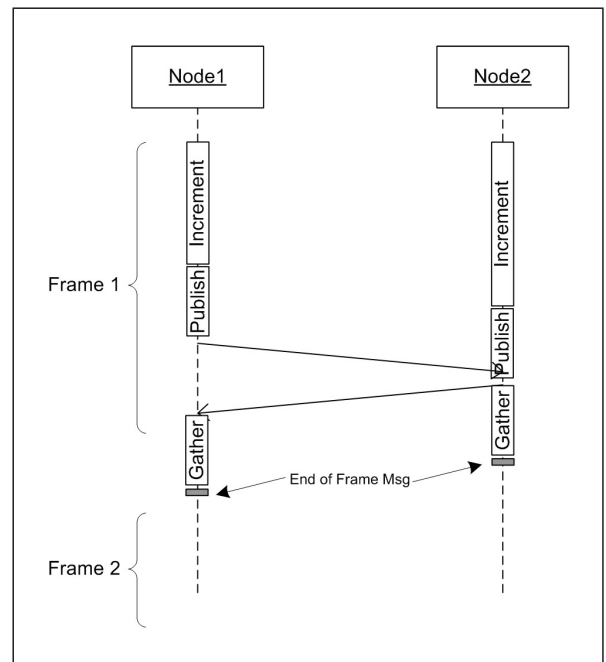 Node1
Node2
Increment
Increment
Frame 1
Publish
Publish
Gather
Gather
End of Frame Msg
Frame 2